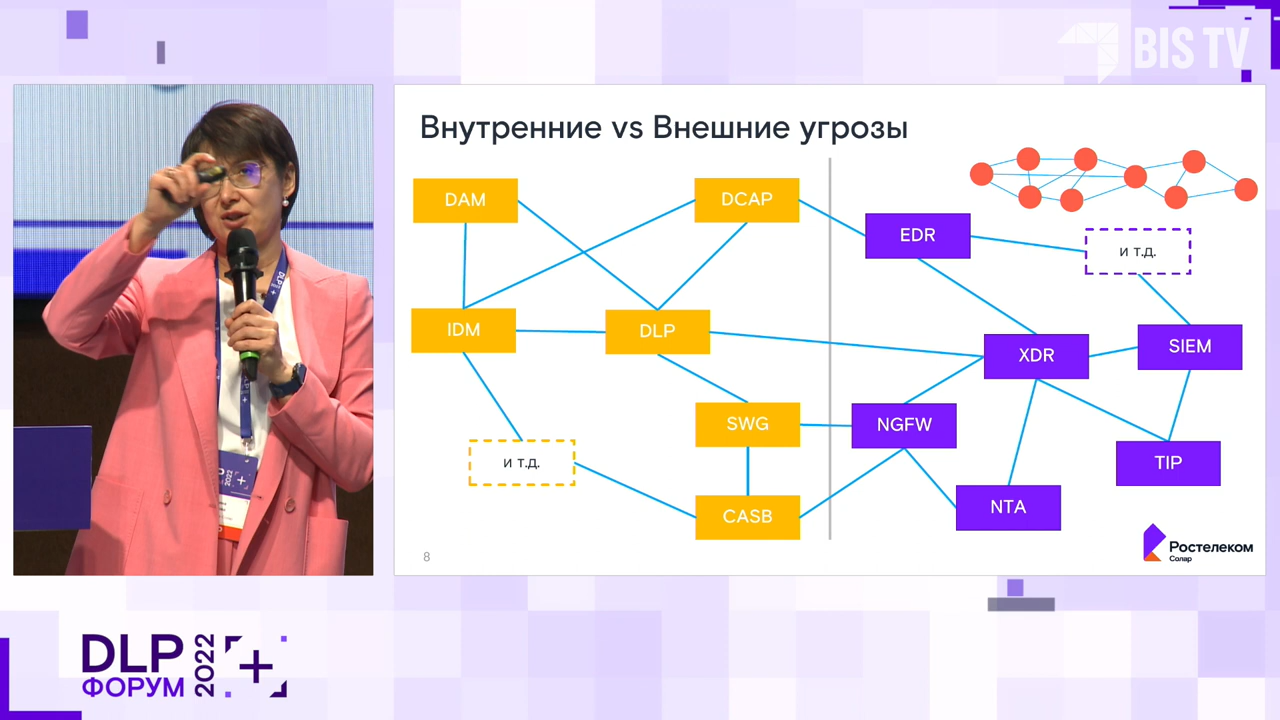 BIS TV
Внутренние vs Внешние угрозы
DAM
DCAP
EDR
и т.д.
IDM
DLP
XDR
SIEM
SWG
NGFW
и т.д.
TIP
CASB
NTA
8
Ростелеком
Солар
DLP
ФОРУМ
2022